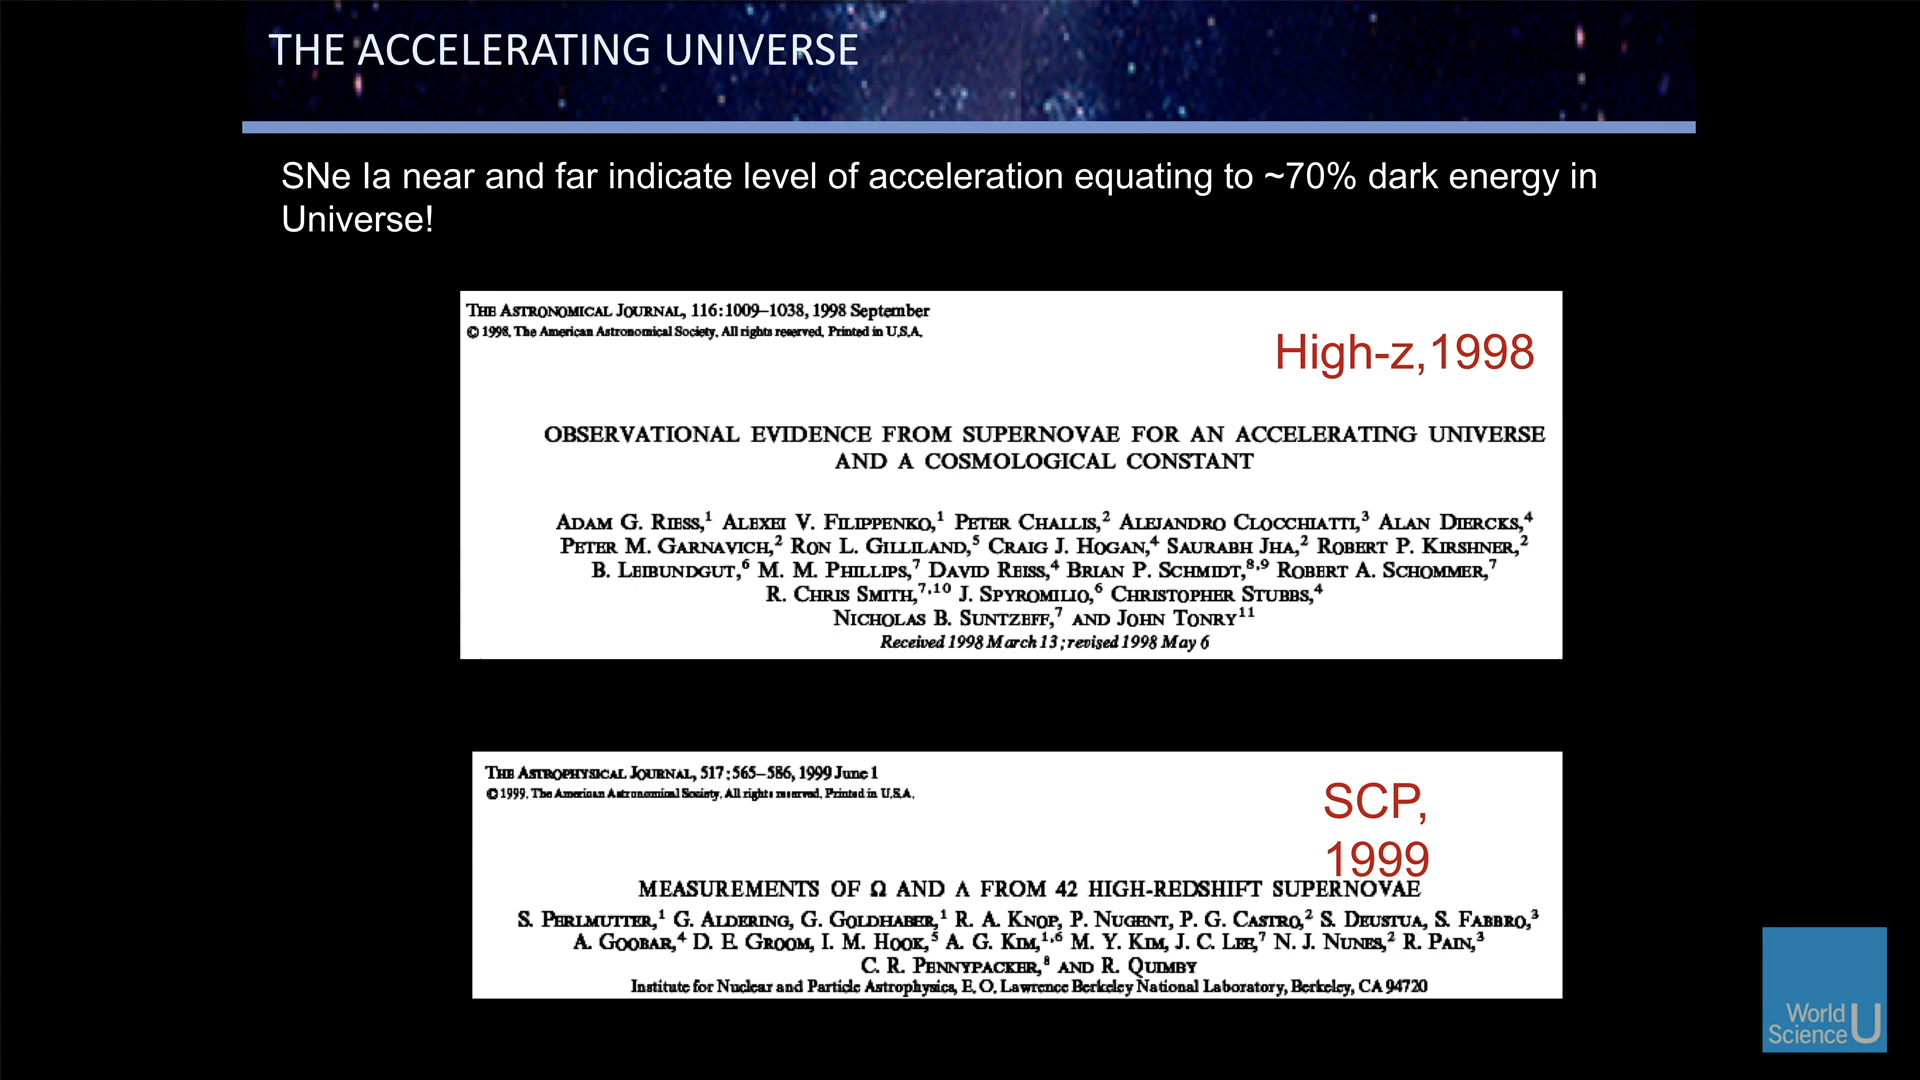 THE ACCELERATING UNIVERSE
SNe Ia near and far indicate level of acceleration equating to ~70% dark energy in
Universe!
THE ASTRONOMICAL JOURNAL, 116:1009–1038, 1998 September
© 1998. The American Astronomical Society. All rights reserved. Printed in U.S.A.
High-z,1998
OBSERVATIONAL EVIDENCE FROM SUPERNOVAE FOR AN ACCELERATING UNIVERSE
AND A COSMOLOGICAL CONSTANT
ADAM G. RIESS,¹ ALEXEI V. FILIPPENKO,¹ PETER CHALLIS,² ALEJANDRO CLOCCHIATTI,³ ALAN DIERCKS,⁴
PETER M. GARNAVICH,² RON L. GILLILAND,⁵ CRAIG J. HOGAN,⁴ SAURABH JHA,² ROBERT P. KIRSHNER,²
B. LEIBUNDGUT,⁶ M. M. PHILLIPS,⁷ DAVID REISS,⁴ BRIAN P. SCHMIDT,⁸,⁹ ROBERT A. SCHOMMER,⁷
R. CHRIS SMITH,⁷,¹⁰ J. SPYROMILIO,⁶ CHRISTOPHER STUBBS,⁴
NICHOLAS B. SUNTZEFF,⁷ AND JOHN TONRY¹¹
Received 1998 March 13; revised 1998 May 6
THE ASTROPHYSICAL JOURNAL, 517:565–586, 1999 June 1
© 1999. The American Astronomical Society. All rights reserved. Printed in U.S.A.
SCP,
1999
MEASUREMENTS OF Ω AND Λ FROM 42 HIGH-REDSHIFT SUPERNOVAE
S. PERLMUTTER,¹ G. ALDERING, G. GOLDHABER,¹ R. A. KNOP, P. NUGENT, P. G. CASTRO,² S. DEUSTUA, S. FABBRO,³
A. GOOBAR,⁴ D. E. GROOM, I. M. HOOK,⁵ A. G. KIM,¹,⁶ M. Y. KIM, J. C. LEE,⁷ N. J. NUNES,² R. PAIN,³
C. R. PENNYPACKER,⁸ AND R. QUIMBY
Institute for Nuclear and Particle Astrophysics, E. O. Lawrence Berkeley National Laboratory, Berkeley, CA 94720
World
Science U